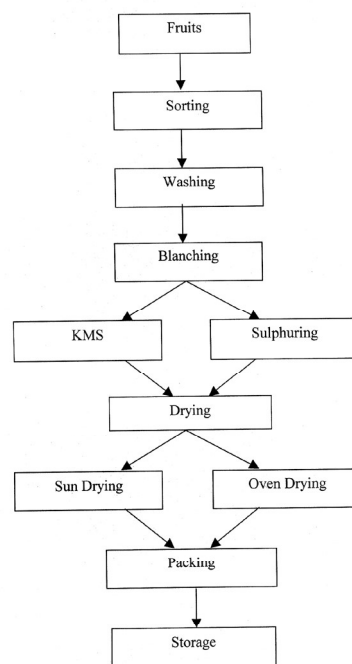 Fruits
Sorting
Washing
Blanching
KMS
Sulphuring
Drying
Sun Drying
Oven Drying
Packing
Storage